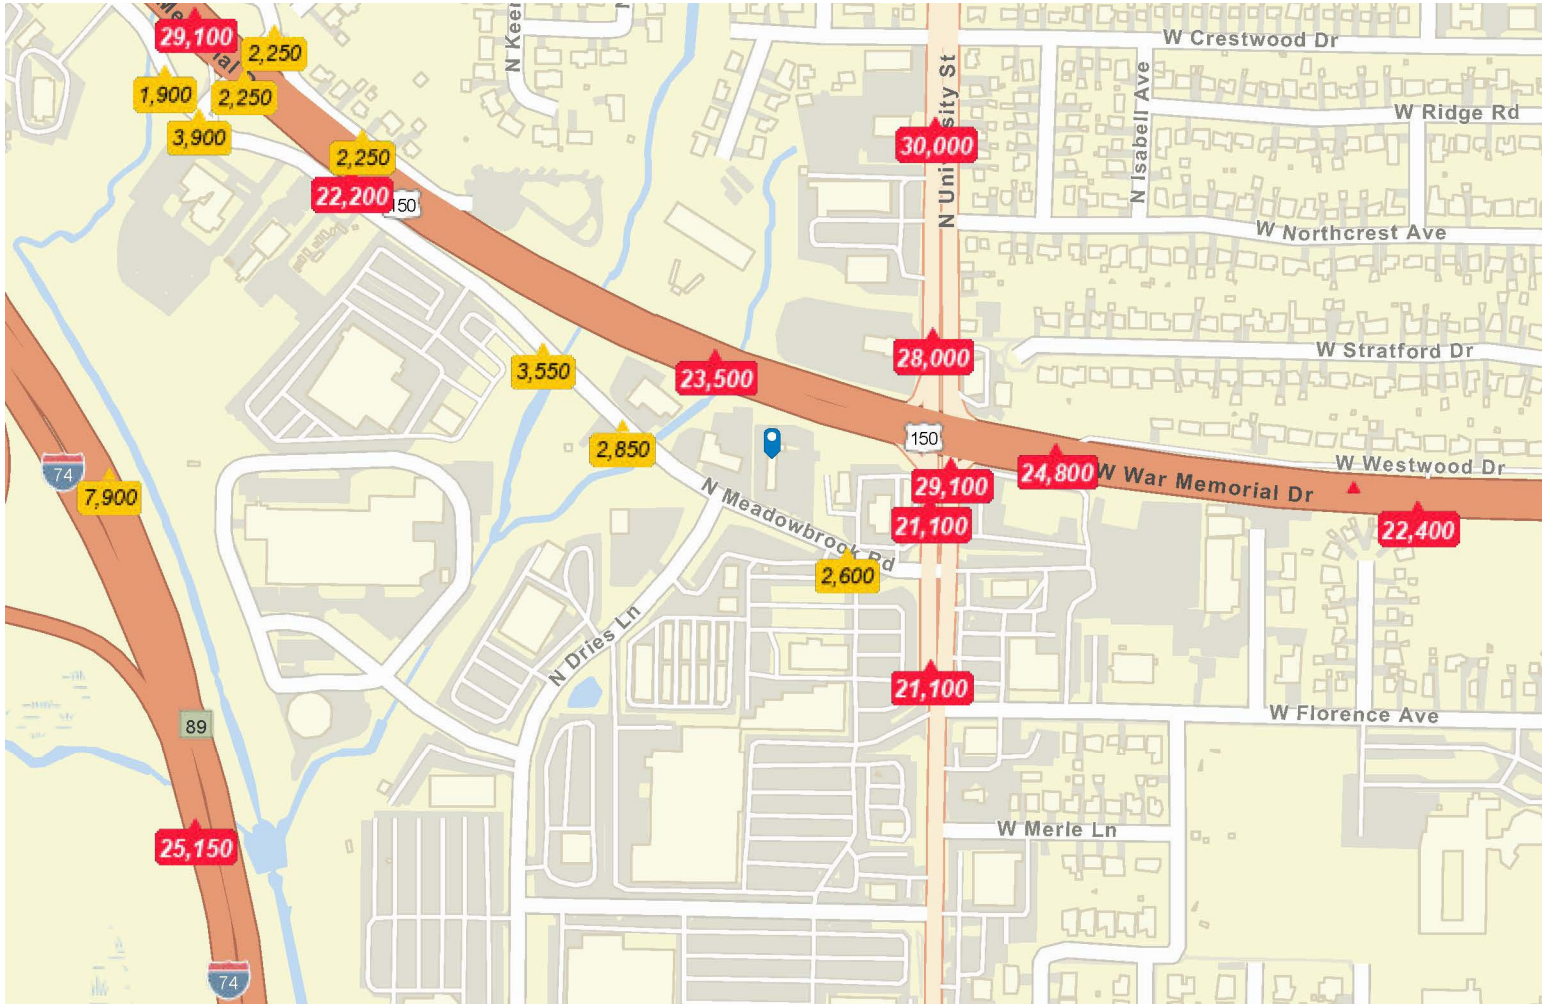 29,100
2,250
1,900
2,250
3,900
2,250
22,200
150
N Keen
W Crestwood Dr
N University St
30,000
N Isabell Ave
W Ridge Rd
W Northcrest Ave
28,000
W Stratford Dr
3,550
23,500
2,850
150
24,800
W War Memorial Dr
W Westwood Dr
22,400
29,100
21,100
74
7,900
N Meadowbrook Rd
2,600
N Dries Ln
21,100
W Florence Ave
89
25,150
W Merle Ln
74